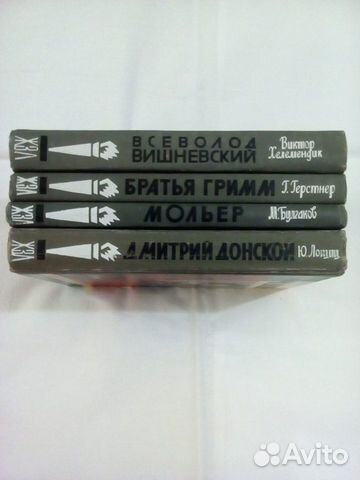 ЖЗЛ
ВСЕВОЛОД
ВИШНЕВСКИЙ
Виктор
Хелемендик
ЖЗЛ
БРАТЬЯ ГРИММ
Г. Герстнер
ЖЗЛ
МОЛЬЕР
М. Булгаков
ЖЗЛ
ДМИТРИЙ ДОНСКОЙ
Ю. Лощиц
Avito